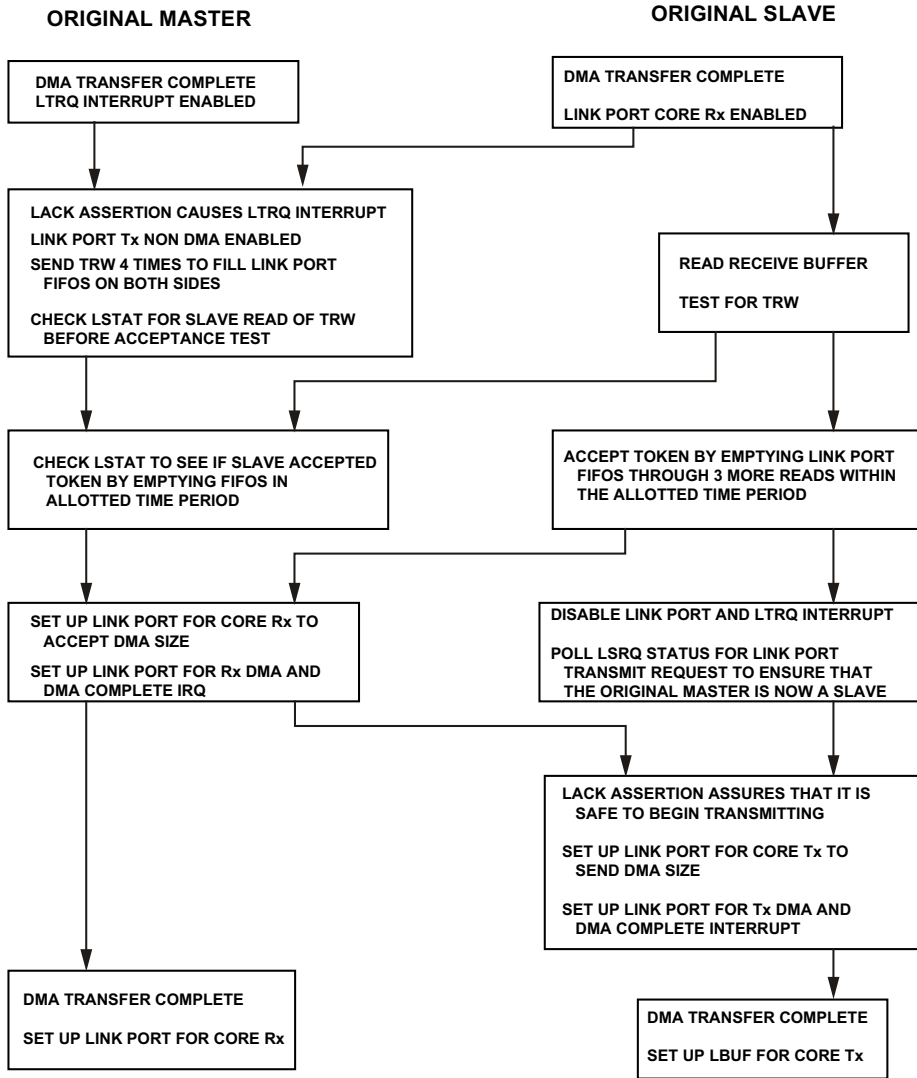 ORIGINAL MASTER
ORIGINAL SLAVE
DMA TRANSFER COMPLETE
LTRQ INTERRUPT ENABLED
DMA TRANSFER COMPLETE
LINK PORT CORE Rx ENABLED
LACK ASSERTION CAUSES LTRQ INTERRUPT
LINK PORT Tx NON DMA ENABLED
SEND TRW 4 TIMES TO FILL LINK PORT
FIFOS ON BOTH SIDES
CHECK LSTAT FOR SLAVE READ OF TRW
BEFORE ACCEPTANCE TEST
READ RECEIVE BUFFER
TEST FOR TRW
CHECK LSTAT TO SEE IF SLAVE ACCEPTED
TOKEN BY EMPTYING FIFOS IN
ALLOTTED TIME PERIOD
ACCEPT TOKEN BY EMPTYING LINK PORT
FIFOS THROUGH 3 MORE READS WITHIN
THE ALLOTTED TIME PERIOD
SET UP LINK PORT FOR CORE Rx TO
ACCEPT DMA SIZE
SET UP LINK PORT FOR Rx DMA AND
DMA COMPLETE IRQ
DISABLE LINK PORT AND LTRQ INTERRUPT
POLL LSRQ STATUS FOR LINK PORT
TRANSMIT REQUEST TO ENSURE THAT
THE ORIGINAL MASTER IS NOW A SLAVE
LACK ASSERTION ASSURES THAT IT IS
SAFE TO BEGIN TRANSMITTING
SET UP LINK PORT FOR CORE Tx TO
SEND DMA SIZE
SET UP LINK PORT FOR Tx DMA AND
DMA COMPLETE INTERRUPT
DMA TRANSFER COMPLETE
SET UP LINK PORT FOR CORE Rx
DMA TRANSFER COMPLETE
SET UP LBUF FOR CORE Tx